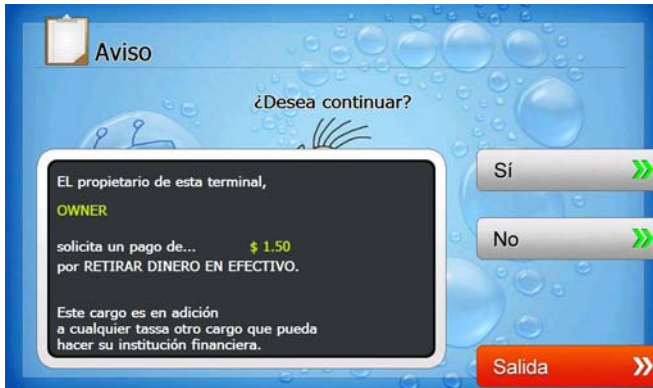 Aviso
¿Desea continuar?
EL propietario de esta terminal,
OWNER
solicita un pago de... $ 1.50
por RETIRAR DINERO EN EFECTIVO.
Este cargo es en adición
a cualquier tassa otro cargo que pueda
hacer su institución financiera.
Sí
No
Salida